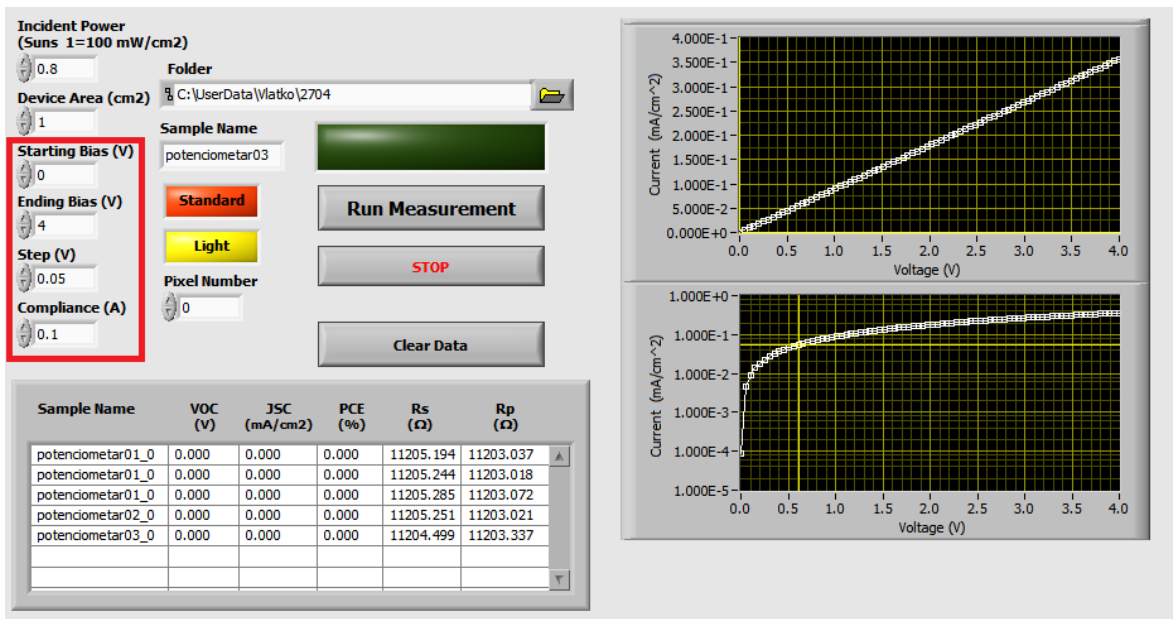 Incident Power
(Suns 1=100 mW/cm2)
0.8
Folder
C:\UserData\Vlatko\2704
Device Area (cm2)
1
Sample Name
potenciometar03
Starting Bias (V)
0
Ending Bias (V)
4
Step (V)
0.05
Compliance (A)
0.1
Standard
Light
Pixel Number
0
Run Measurement
STOP
Clear Data
Sample Name VOC (V) JSC (mA/cm2) PCE (%) Rs (Ω) Rp (Ω)
potenciometar01_0 0.000 0.000 0.000 11205.194 11203.037
potenciometar01_0 0.000 0.000 0.000 11205.244 11203.018
potenciometar01_0 0.000 0.000 0.000 11205.285 11203.072
potenciometar02_0 0.000 0.000 0.000 11205.251 11203.021
potenciometar03_0 0.000 0.000 0.000 11204.499 11203.337
Current (mA/cm^2)
4.000E-1
3.500E-1
3.000E-1
2.500E-1
2.000E-1
1.500E-1
1.000E-1
5.000E-2
0.000E+0
0.0 0.5 1.0 1.5 2.0 2.5 3.0 3.5 4.0
Voltage (V)
Current (mA/cm^2)
1.000E+0
1.000E-1
1.000E-2
1.000E-3
1.000E-4
1.000E-5
0.0 0.5 1.0 1.5 2.0 2.5 3.0 3.5 4.0
Voltage (V)